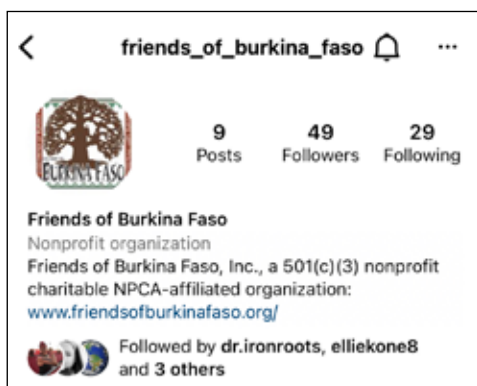 friends_of_burkina_faso
9 49 29
Posts Followers Following
BURKINA FASO
Friends of Burkina Faso
Nonprofit organization
Friends of Burkina Faso, Inc., a 501(c)(3) nonprofit
charitable NPCA-affiliated organization:
www.friendsofburkinafaso.org/
Followed by dr.ironroots, elliekone8
and 3 others